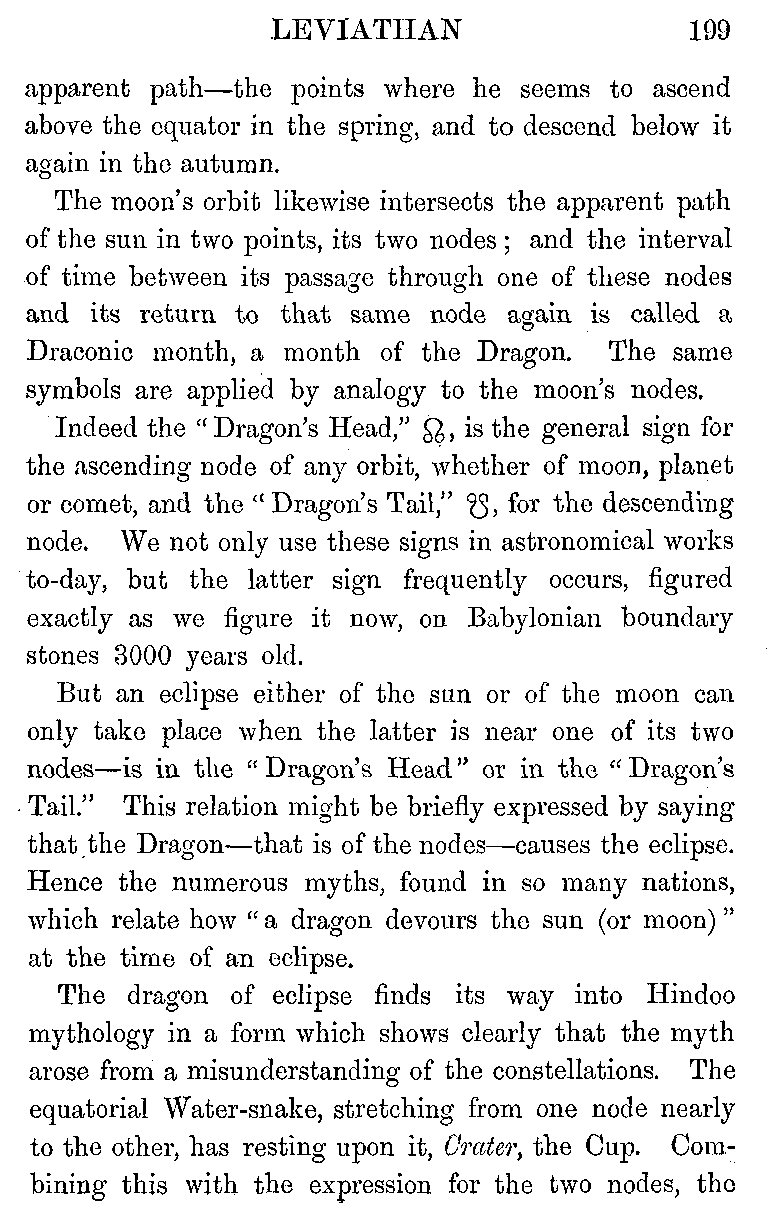 LEVIATHAN 199
apparent path—the points where he seems to ascend
above the equator in the spring, and to descend below it
again in the autumn.
The moon's orbit likewise intersects the apparent path
of the sun in two points, its two nodes; and the interval
of time between its passage through one of these nodes
and its return to that same node again is called a
Draconic month, a month of the Dragon. The same
symbols are applied by analogy to the moon's nodes.
Indeed the "Dragon's Head," ☊, is the general sign for
the ascending node of any orbit, whether of moon, planet
or comet, and the "Dragon's Tail," ☋, for the descending
node. We not only use these signs in astronomical works
to-day, but the latter sign frequently occurs, figured
exactly as we figure it now, on Babylonian boundary
stones 3000 years old.
But an eclipse either of the sun or of the moon can
only take place when the latter is near one of its two
nodes—is in the "Dragon's Head" or in the "Dragon's
Tail." This relation might be briefly expressed by saying
that the Dragon—that is of the nodes—causes the eclipse.
Hence the numerous myths, found in so many nations,
which relate how "a dragon devours the sun (or moon)"
at the time of an eclipse.
The dragon of eclipse finds its way into Hindoo
mythology in a form which shows clearly that the myth
arose from a misunderstanding of the constellations. The
equatorial Water-snake, stretching from one node nearly
to the other, has resting upon it, Crater, the Cup. Com-
bining this with the expression for the two nodes, the